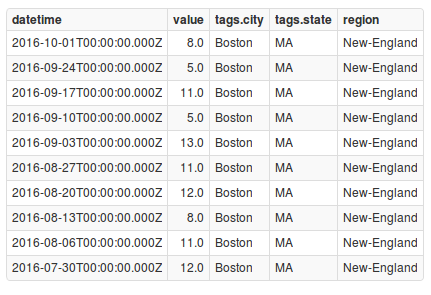 datetime value tags.city tags.state region
2016-10-01T00:00:00.000Z 8.0 Boston MA New-England
2016-09-24T00:00:00.000Z 5.0 Boston MA New-England
2016-09-17T00:00:00.000Z 11.0 Boston MA New-England
2016-09-10T00:00:00.000Z 5.0 Boston MA New-England
2016-09-03T00:00:00.000Z 13.0 Boston MA New-England
2016-08-27T00:00:00.000Z 11.0 Boston MA New-England
2016-08-20T00:00:00.000Z 12.0 Boston MA New-England
2016-08-13T00:00:00.000Z 8.0 Boston MA New-England
2016-08-06T00:00:00.000Z 11.0 Boston MA New-England
2016-07-30T00:00:00.000Z 12.0 Boston MA New-England